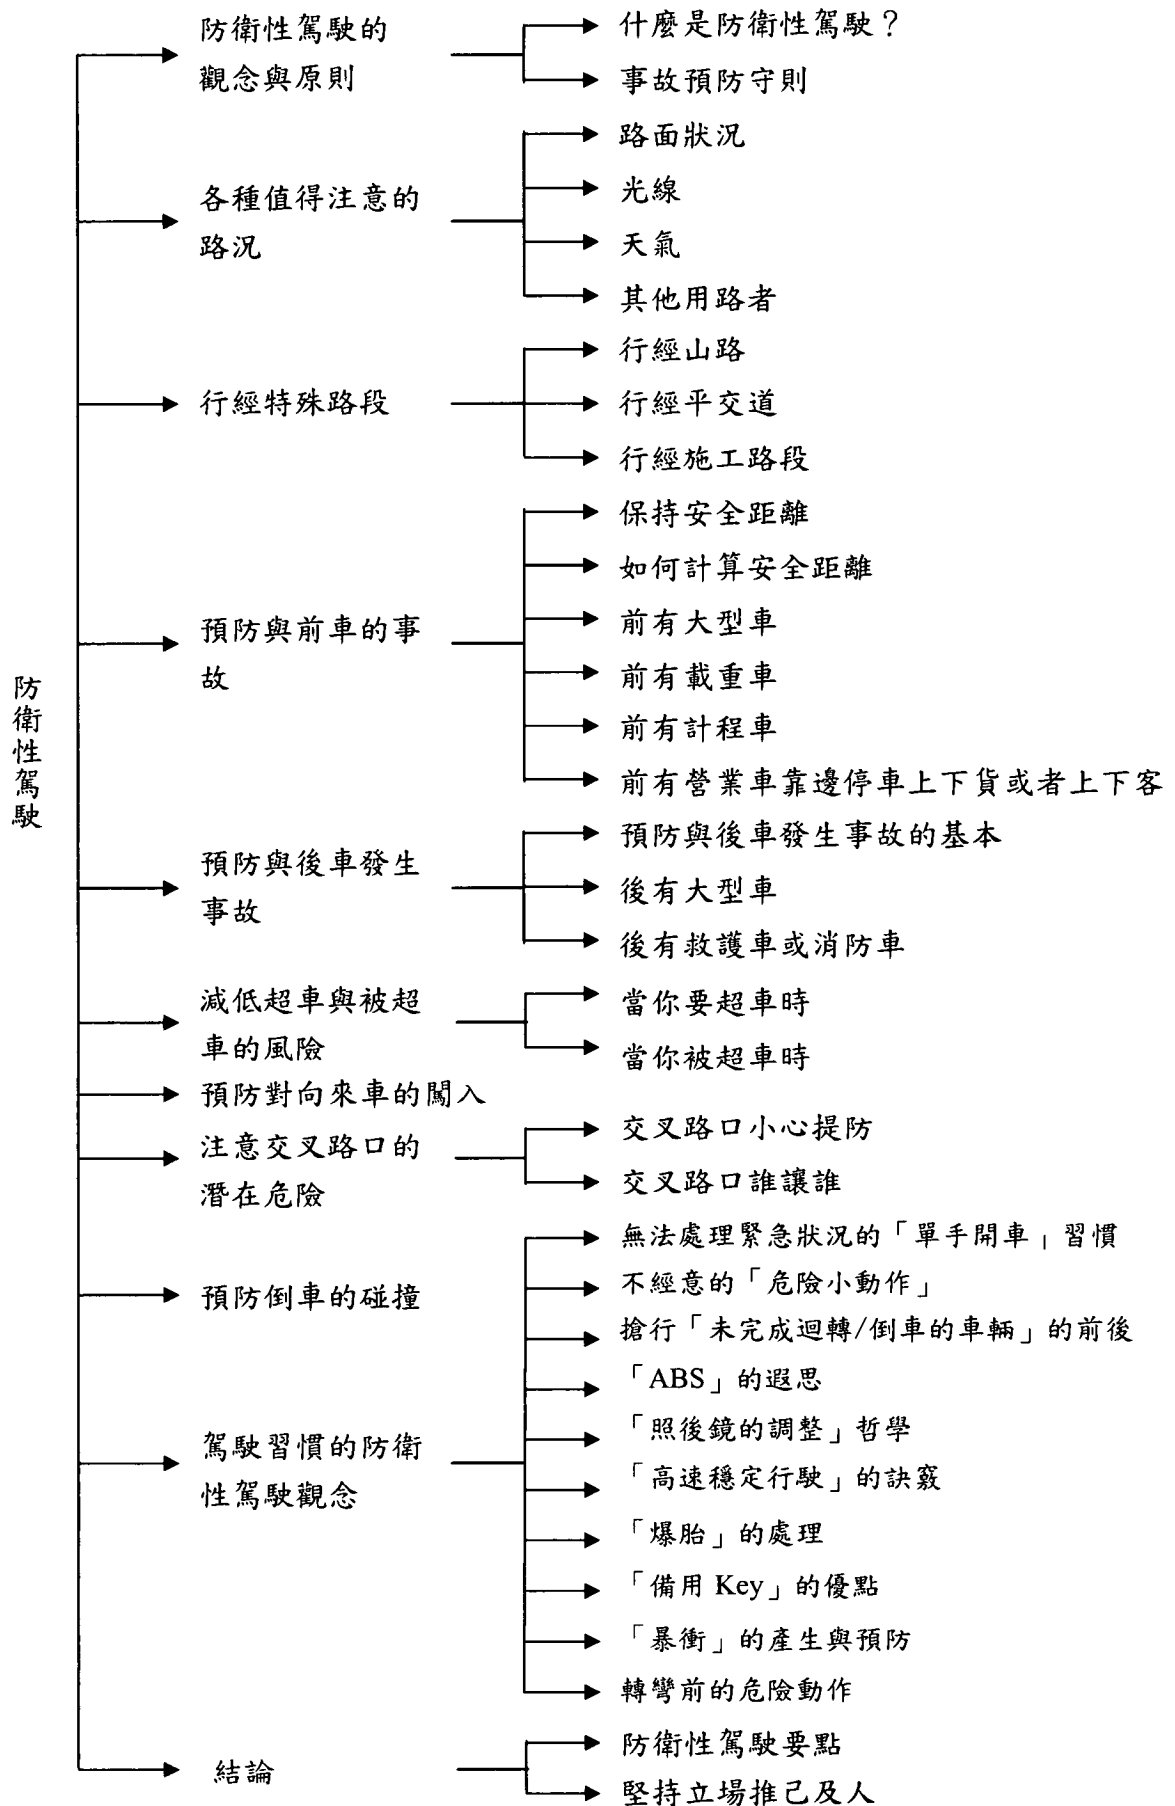 防衛性駕駛
防衛性駕駛的
觀念與原則
什麼是防衛性駕駛？
事故預防守則
各種值得注意的
路況
路面狀況
光線
天氣
其他用路者
行經特殊路段
行經山路
行經平交道
行經施工路段
預防與前車的事
故
保持安全距離
如何計算安全距離
前有大型車
前有載重車
前有計程車
前有營業車靠邊停車上下貨或者上下客
預防與後車發生
事故
預防與後車發生事故的基本
後有大型車
後有救護車或消防車
減低超車與被超
車的風險
當你要超車時
當你被超車時
預防對向來車的闖入
注意交叉路口的
潛在危險
交叉路口小心提防
交叉路口誰讓誰
預防倒車的碰撞
駕駛習慣的防衛
性駕駛觀念
無法處理緊急狀況的「單手開車」習慣
不經意的「危險小動作」
搶行「未完成迴轉/倒車的車輛」的前後
「ABS」的遐思
「照後鏡的調整」哲學
「高速穩定行駛」的訣竅
「爆胎」的處理
「備用 Key」的優點
「暴衝」的產生與預防
轉彎前的危險動作
結論
防衛性駕駛要點
堅持立場推己及人